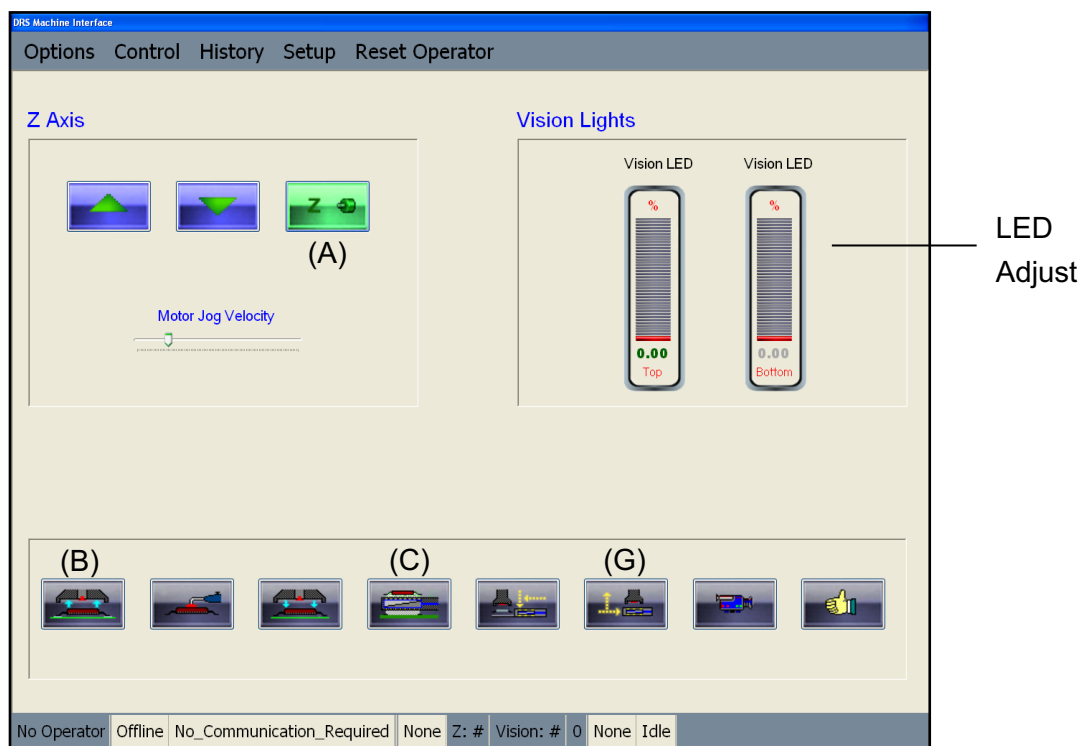 DRS Machine Interface
Options Control History Setup Reset Operator
Z Axis
Vision Lights
Vision LED Vision LED
% %
Z
(A)
LED
Adjust
Motor Jog Velocity
0.00 0.00
Top Bottom
(B) (C) (G)
No Operator Offline No_Communication_Required None Z: # Vision: # 0 None Idle